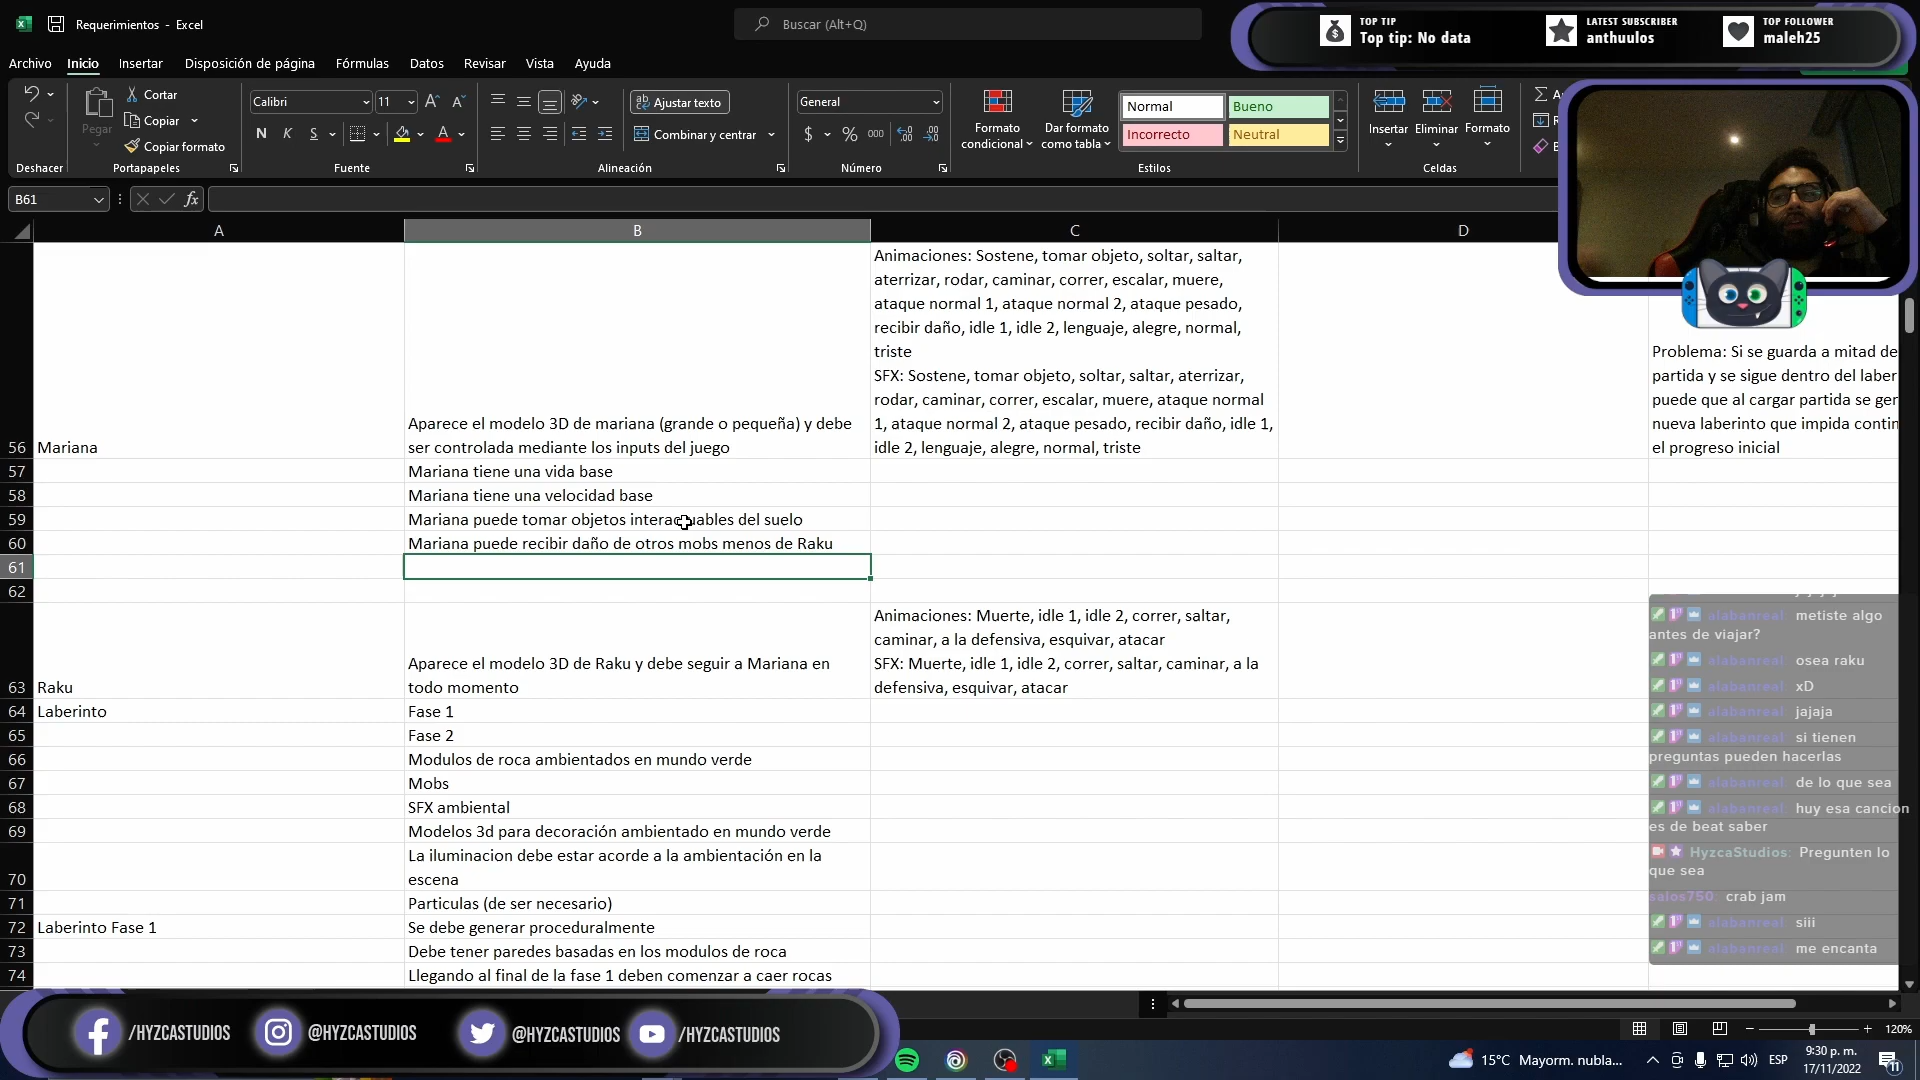 Requerimientos - Excel
Buscar (Alt+Q)
TOP TIP
Top tip: No data
LATEST SUBSCRIBER
anthuulos
TOP FOLLOWER
maleh25
Archivo Inicio Insertar Disposición de página Fórmulas Datos Revisar Vista Ayuda
Pegar
Cortar
Copiar
Copiar formato
Calibri 11
N K S
Ajustar texto
Combinar y centrar
General
$ % 000
Formato condicional
Dar formato como tabla
Normal Bueno
Incorrecto Neutral
Insertar Eliminar Formato
Deshacer Portapapeles Fuente Alineación Número Estilos Celdas
B61
fx
A B C D
Animaciones: Sostene, tomar objeto, soltar, saltar,
aterrizar, rodar, caminar, correr, escalar, muere,
ataque normal 1, ataque normal 2, ataque pesado,
recibir daño, idle 1, idle 2, lenguaje, alegre, normal,
triste
SFX: Sostene, tomar objeto, soltar, saltar, aterrizar,
rodar, caminar, correr, escalar, muere, ataque normal
1, ataque normal 2, ataque pesado, recibir daño, idle 1,
idle 2, lenguaje, alegre, normal, triste
Problema: Si se guarda a mitad de
partida y se sigue dentro del laber
puede que al cargar partida se ger
nueva laberinto que impida contin
el progreso inicial
Aparece el modelo 3D de mariana (grande o pequeña) y debe
ser controlada mediante los inputs del juego
56 Mariana
57 Mariana tiene una vida base
58 Mariana tiene una velocidad base
59 Mariana puede tomar objetos interactuables del suelo
60 Mariana puede recibir daño de otros mobs menos de Raku
61
62
Animaciones: Muerte, idle 1, idle 2, correr, saltar,
caminar, a la defensiva, esquivar, atacar
SFX: Muerte, idle 1, idle 2, correr, saltar, caminar, a la
defensiva, esquivar, atacar
Aparece el modelo 3D de Raku y debe seguir a Mariana en
todo momento
63 Raku
64 Laberinto Fase 1
65 Fase 2
66 Modulos de roca ambientados en mundo verde
67 Mobs
68 SFX ambiental
69 Modelos 3d para decoración ambientado en mundo verde
La iluminacion debe estar acorde a la ambientación en la
70 escena
71 Particulas (de ser necesario)
72 Laberinto Fase 1 Se debe generar proceduralmente
73 Debe tener paredes basadas en los modulos de roca
74 Llegando al final de la fase 1 deben comenzar a caer rocas
alabanreal: metiste algo
antes de viajar?
alabanreal: osea raku
alabanreal: xD
alabanreal: jajaja
alabanreal: si tienen
preguntas pueden hacerlas
alabanreal: de lo que sea
alabanreal: huy esa cancion
es de beat saber
HyzcaStudios: Pregunten lo
que sea
salos750: crab jam
alabanreal: siii
alabanreal: me encanta
/HYZCASTUDIOS @HYZCASTUDIOS @HYZCASTUDIOS /HYZCASTUDIOS
120%
15°C Mayorm. nubla...
ESP
9:30 p. m.
17/11/2022
11